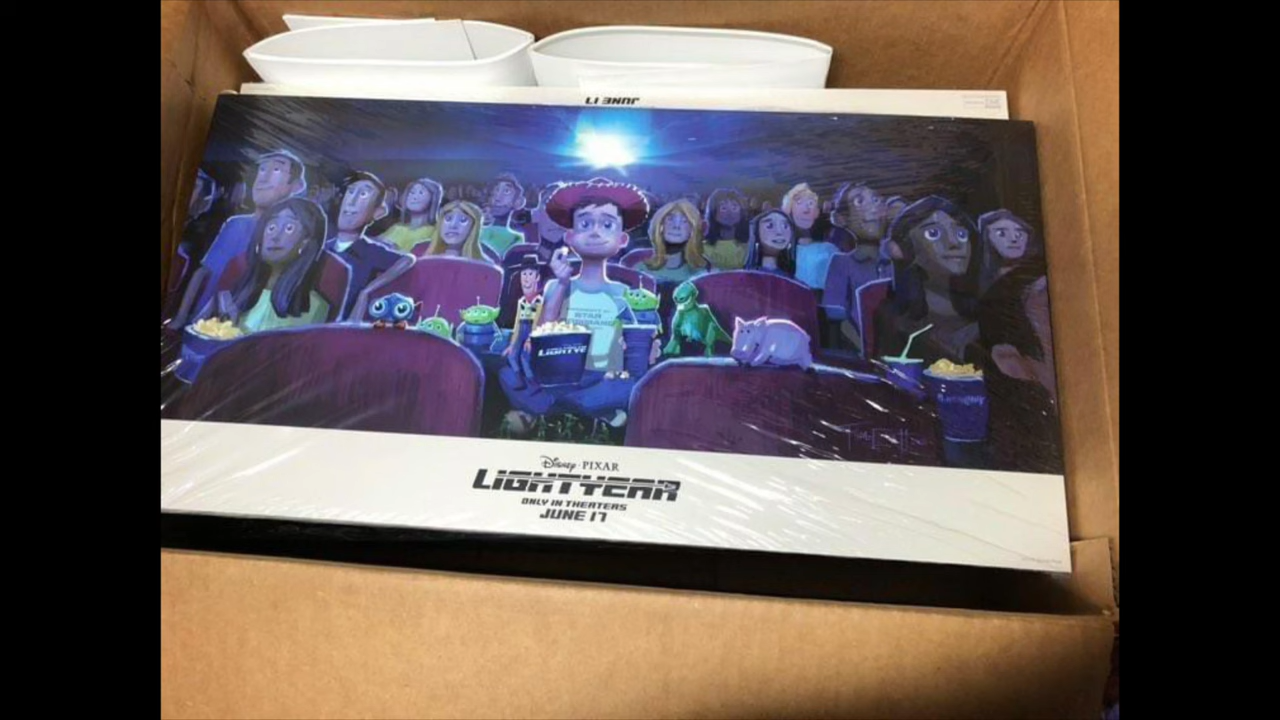 JUNE 17
STAR
LIGHTYE
Disney · PIXAR
LIGHTYEAR
ONLY IN THEATERS
JUNE 17